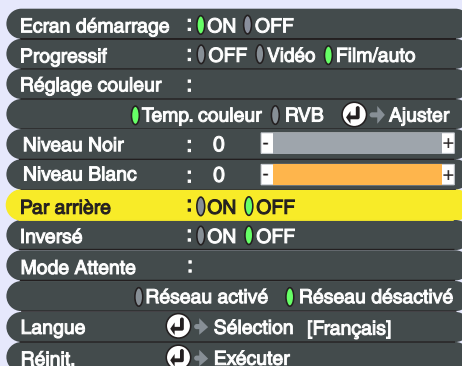 Ecran démarrage : ON OFF
Progressif : OFF Vidéo Film/auto
Réglage couleur :
Temp. couleur RVB Ajuster
Niveau Noir : 0 - +
Niveau Blanc : 0 - +
Par arrière : ON OFF
Inversé : ON OFF
Mode Attente :
Réseau activé Réseau désactivé
Langue Sélection [Français]
Réinit. Exécuter